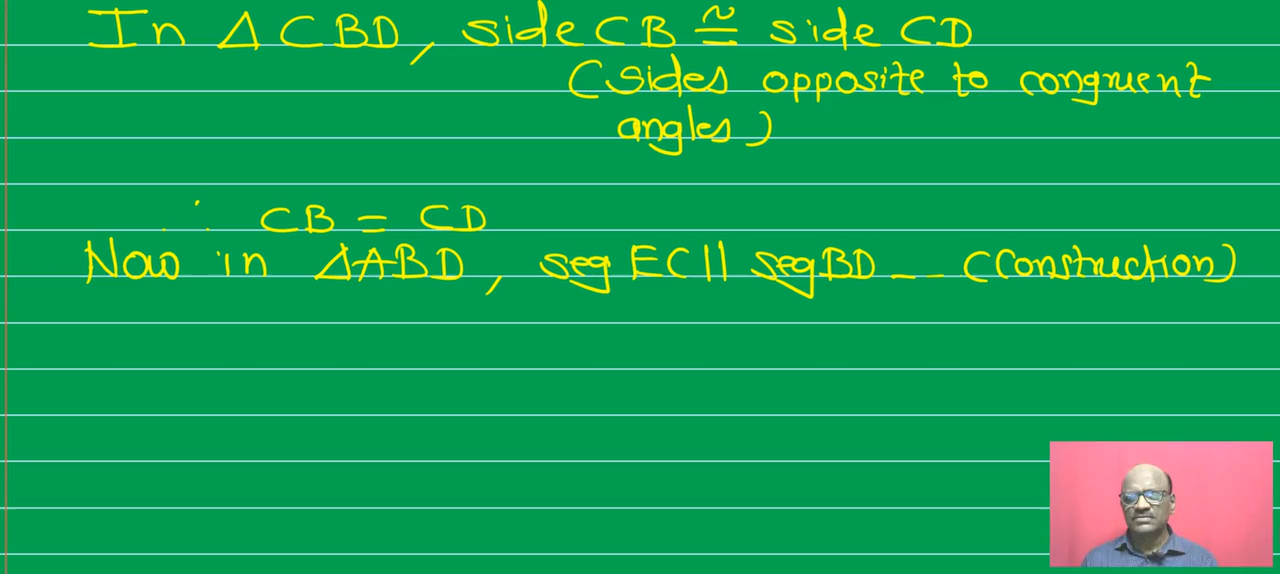 In Δ CBD, side CB ≅ side CD
(sides opposite to congruent
angles)
∴ CB = CD
Now in ΔABD, seg EC || seg BD — (construction)